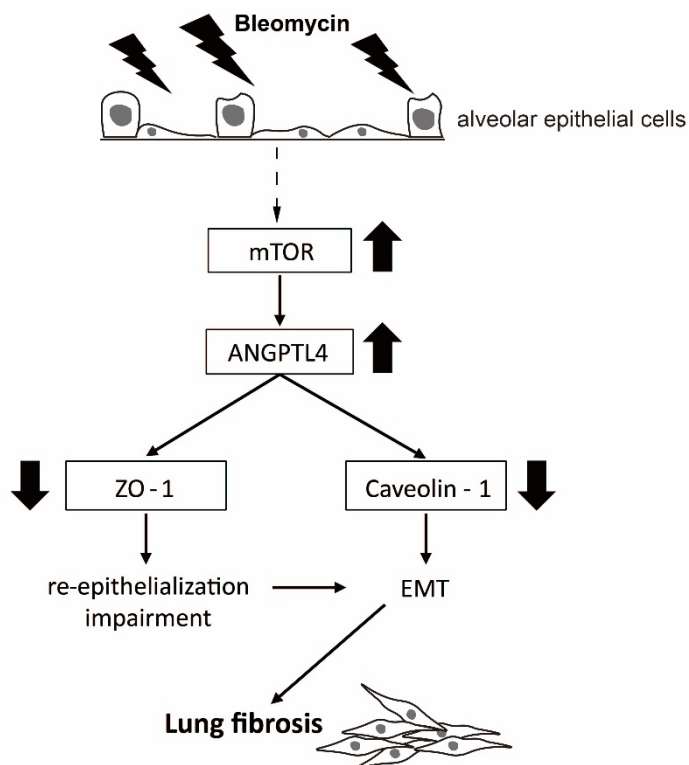 Bleomycin
alveolar epithelial cells
mTOR
ANGPTL4
ZO - 1
Caveolin - 1
re-epithelialization
impairment
EMT
Lung fibrosis